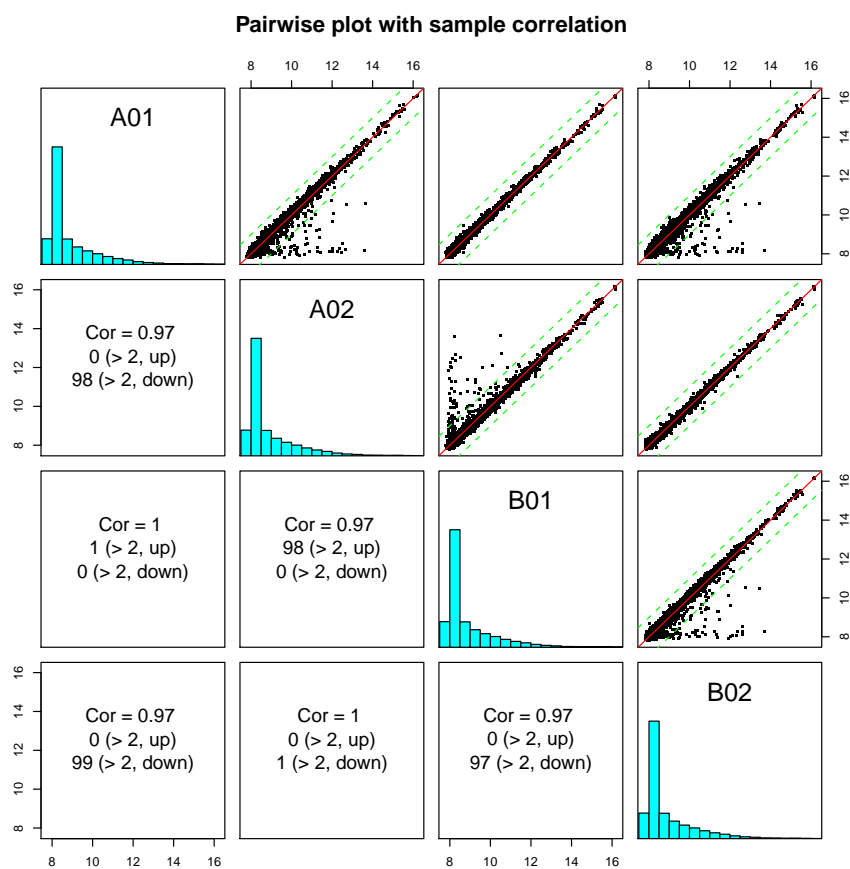 Pairwise plot with sample correlation
8 10 12 14 16 8 10 12 14 16
A01
8 10 12 14 16
8 10 12 14 16
Cor = 0.97
0 (> 2, up)
98 (> 2, down)
A02
Cor = 1
1 (> 2, up)
0 (> 2, down)
Cor = 0.97
98 (> 2, up)
0 (> 2, down)
B01
8 10 12 14 16
8 10 12 14 16
Cor = 0.97
0 (> 2, up)
99 (> 2, down)
Cor = 1
0 (> 2, up)
1 (> 2, down)
Cor = 0.97
0 (> 2, up)
97 (> 2, down)
B02
8 10 12 14 16 8 10 12 14 16